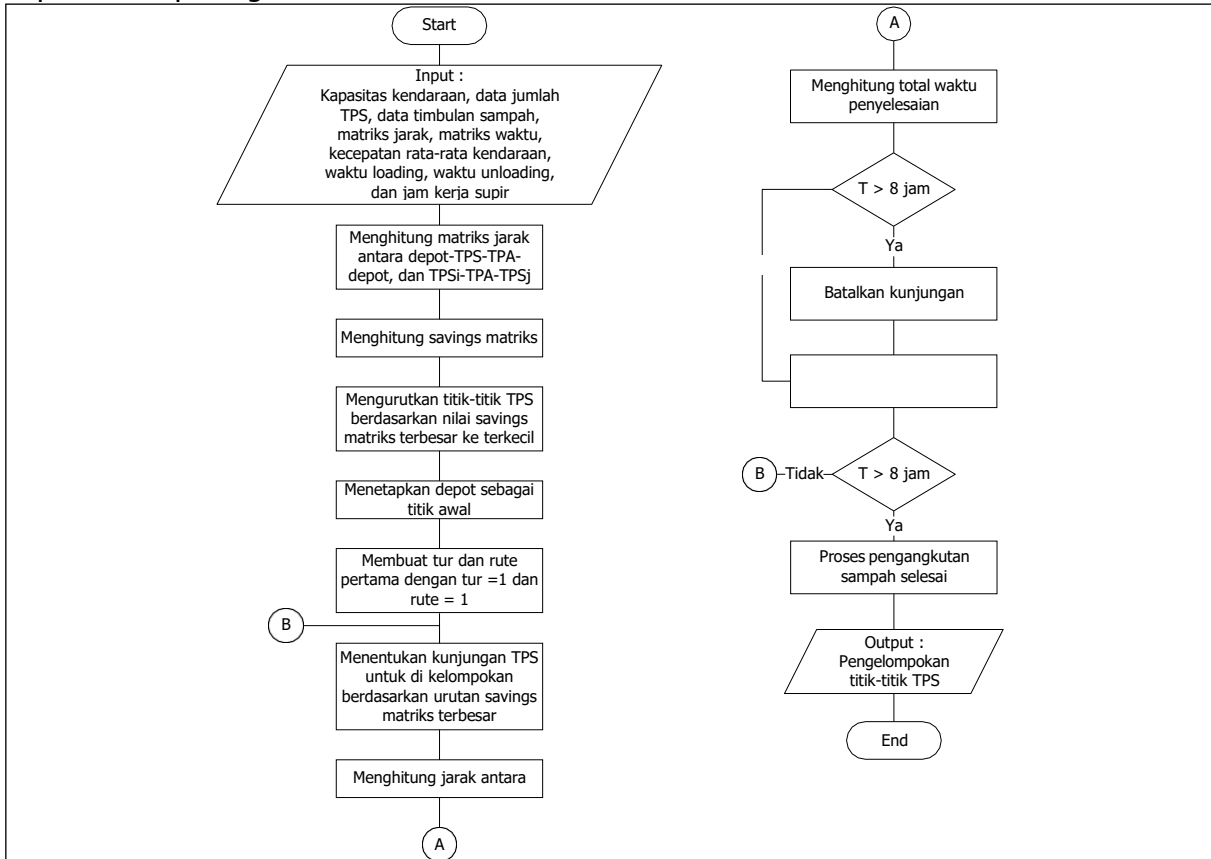 Start
Input :
Kapasitas kendaraan, data jumlah
TPS, data timbulan sampah,
matriks jarak, matriks waktu,
kecepatan rata-rata kendaraan,
waktu loading, waktu unloading,
dan jam kerja supir
Menghitung matriks jarak
antara depot-TPS-TPA-
depot, dan TPSi-TPA-TPSj
Menghitung savings matriks
Mengurutkan titik-titik TPS
berdasarkan nilai savings
matriks terbesar ke terkecil
Menetapkan depot sebagai
titik awal
Membuat tur dan rute
pertama dengan tur =1 dan
rute = 1
B
Menentukan kunjungan TPS
untuk di kelompokan
berdasarkan urutan savings
matriks terbesar
Menghitung jarak antara
A
A
Menghitung total waktu
penyelesaian
T > 8 jam
Ya
Batalkan kunjungan
B
Tidak
T > 8 jam
Ya
Proses pengangkutan
sampah selesai
Output :
Pengelompokan
titik-titik TPS
End